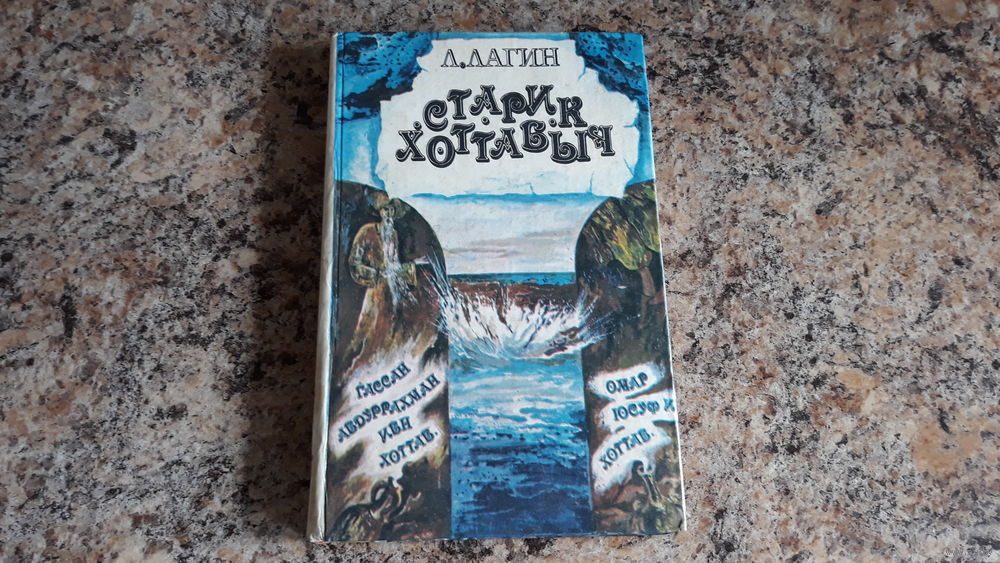 Л. ЛАГИН
СТАРИК
ХОТТАБЫЧ
ГАССАН
АБДУРРАХМАН
ИБН
ХОТТАБ.
ОМАР
ЮСУФ И
ХОТТАБ.